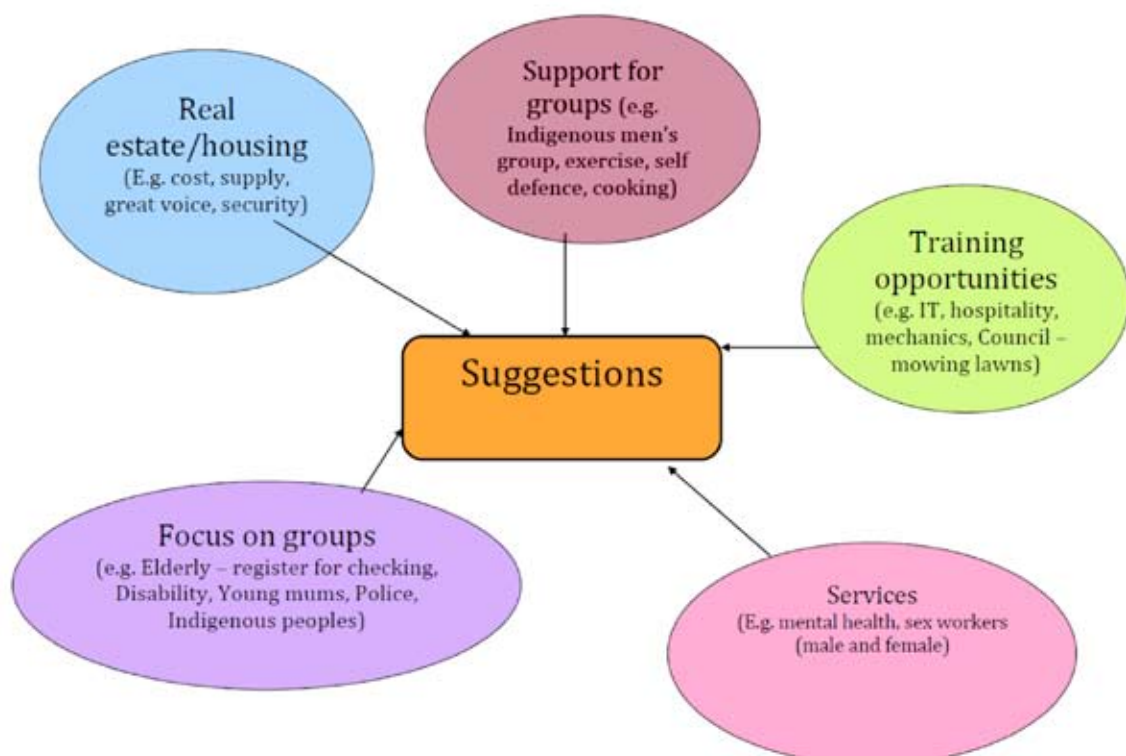 Real
estate/housing
(E.g. cost, supply,
great voice, security)
Support for
groups (e.g.
Indigenous men's
group, exercise, self
defence, cooking)
Training
opportunities
(e.g. IT, hospitality,
mechanics, Council –
mowing lawns)
Suggestions
Focus on groups
(e.g. Elderly – register for checking,
Disability, Young mums, Police,
Indigenous peoples)
Services
(E.g. mental health, sex workers
(male and female)